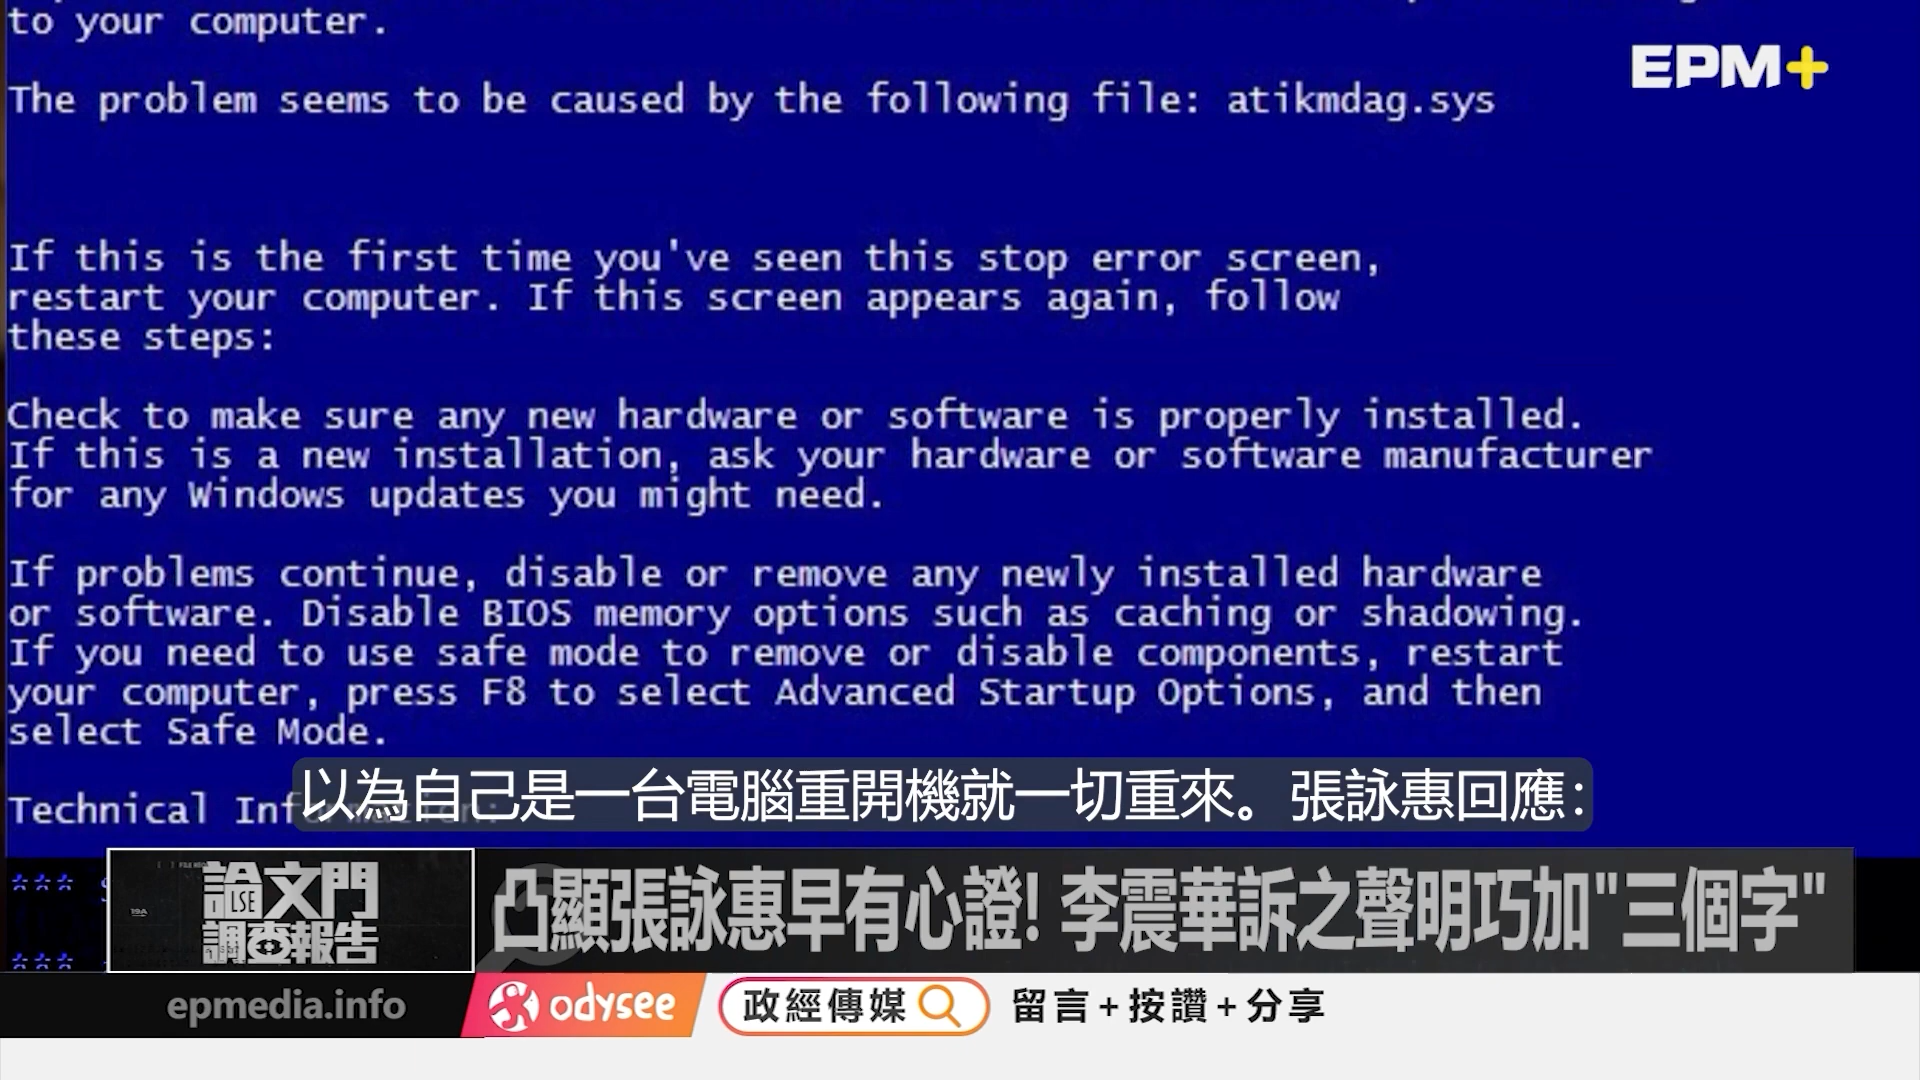 to your computer.
EPM+
The problem seems to be caused by the following file: atikmdag.sys
If this is the first time you've seen this stop error screen,
restart your computer. If this screen appears again, follow
these steps:
Check to make sure any new hardware or software is properly installed.
If this is a new installation, ask your hardware or software manufacturer
for any Windows updates you might need.
If problems continue, disable or remove any newly installed hardware
or software. Disable BIOS memory options such as caching or shadowing.
If you need to use safe mode to remove or disable components, restart
your computer, press F8 to select Advanced Startup Options, and then
select Safe Mode.
Technical Information:
以為自己是一台電腦重開機就一切重來。張詠惠回應：
***
***
論文門
LSE
調查報告
凸顯張詠惠早有心證! 李震華訴之聲明巧加"三個字"
epmedia.info
odysee
政經傳媒
留言+按讚+分享